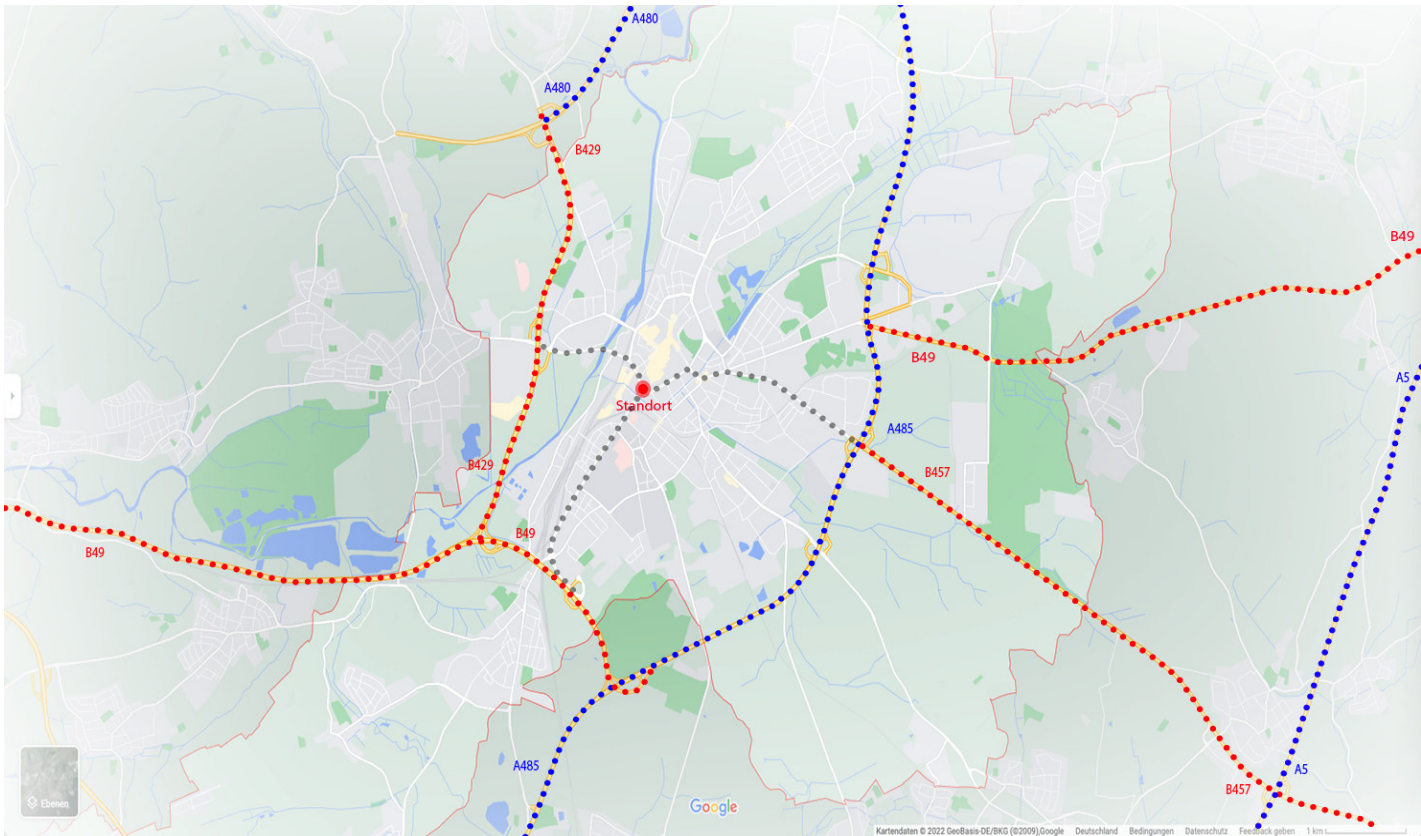 A480
A480
B429
B49
B49
A5
Standort
A485
B429
B457
B49
B49
A485
A5
B457
Ebenen
Google
Kartendaten © 2022 GeoBasis-DE/BKG (©2009),Google Deutschland Bedingungen Datenschutz Feedback geben 1 km